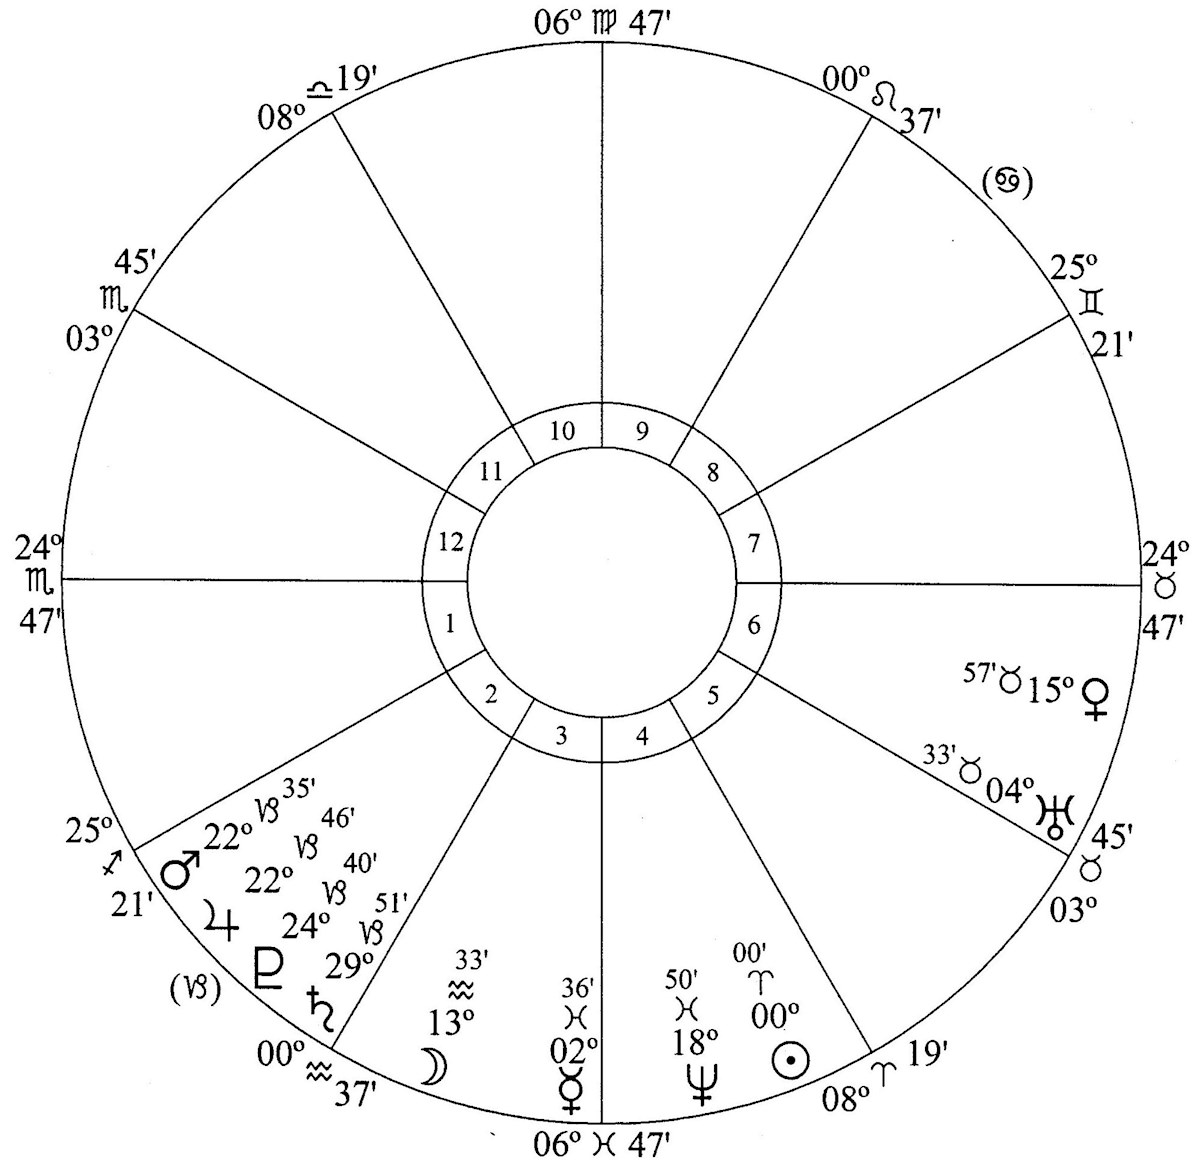 06º ♍ 47'
08º ♎ 19'
00º ♌ 37'
(♋)
45' ♏ 03º
25º ♊ 21'
10 9
11 8
12 7
24º ♏ 47'
24º ♉ 47'
1 6
2 5
3 4
57' ♉ 15º ♀
33' ♉ 04º ♅
25º ♐ 21'
♂ 22º ♑ 35'
♃ 22º ♑ 46'
♇ 24º ♑ 40'
♄ 29º ♑ 51'
45' ♉ 03º
(♑)
33' ♒ 13º ☽
36' ♓ 02º ☿
50' ♓ 18º ♆
00' ♈ 00º ☉
00º ♒ 37'
08º ♈ 19'
06º ♓ 47'